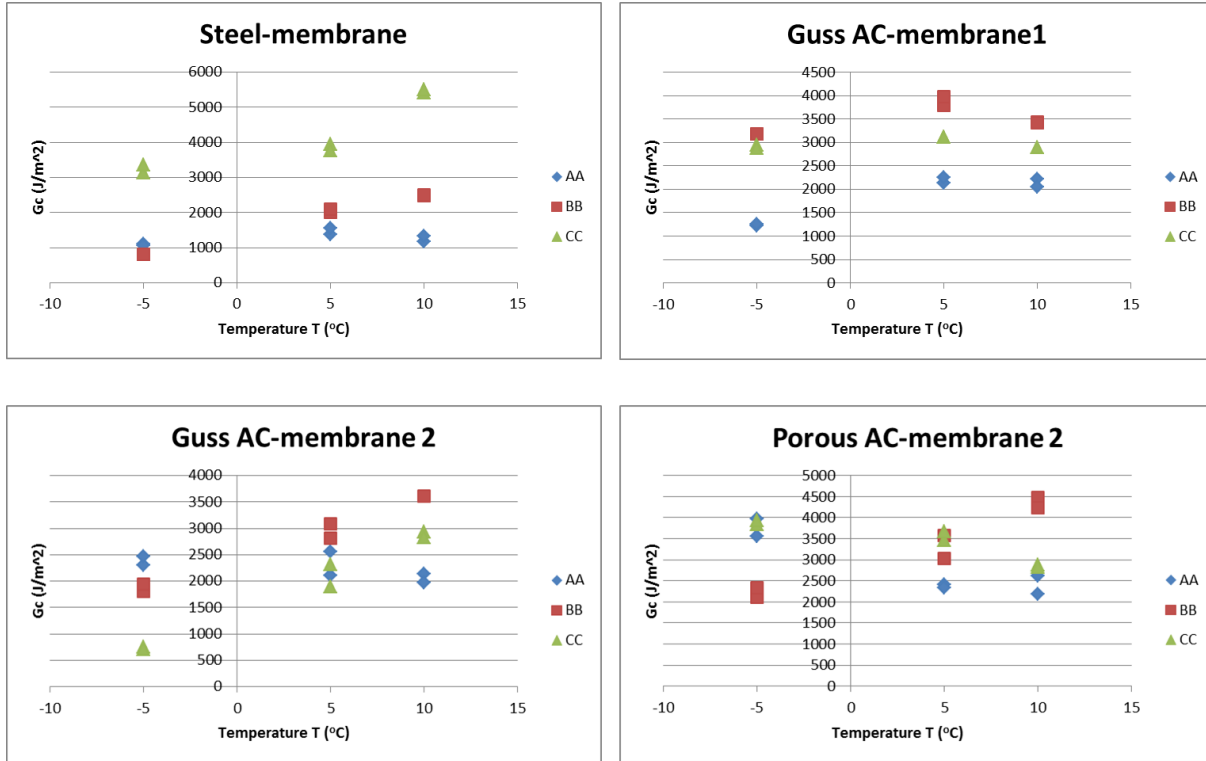 Steel-membrane
6000
5000
4000
3000
2000
1000
0
-10 -5 0 5 10 15
Gc (J/m^2)
Temperature T (°C)
AA
BB
CC
Guss AC-membrane1
4500
4000
3500
3000
2500
2000
1500
1000
500
0
-10 -5 0 5 10 15
Gc (J/m^2)
Temperature T (°C)
AA
BB
CC
Guss AC-membrane 2
4000
3500
3000
2500
2000
1500
1000
500
0
-10 -5 0 5 10 15
Gc (J/m^2)
Temperature T (°C)
AA
BB
CC
Porous AC-membrane 2
5000
4500
4000
3500
3000
2500
2000
1500
1000
500
0
-10 -5 0 5 10 15
Gc (J/m^2)
Temperature T (°C)
AA
BB
CC